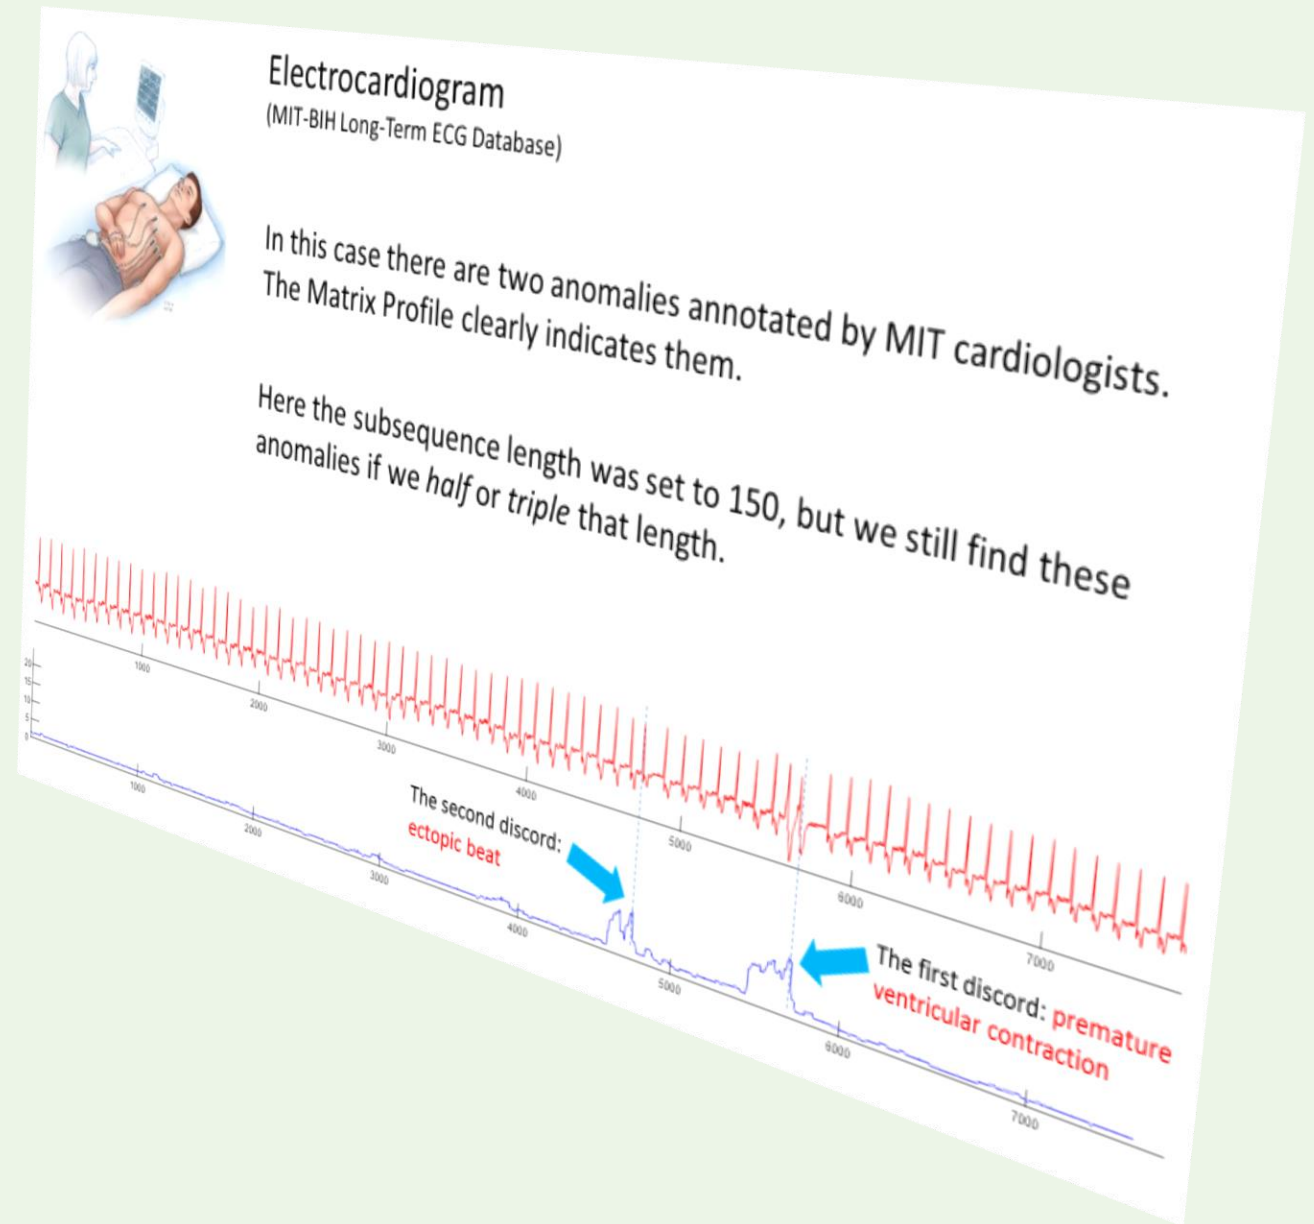 Electrocardiogram
(MIT-BIH Long-Term ECG Database)
In this case there are two anomalies annotated by MIT cardiologists.
The Matrix Profile clearly indicates them.
Here the subsequence length was set to 150, but we still find these
anomalies if we half or triple that length.
1000
2000
3000
4000
5000
6000
7000
20
15
10
5
0
1000
2000
3000
4000
5000
6000
7000
The second discord:
ectopic beat
The first discord: premature
ventricular contraction